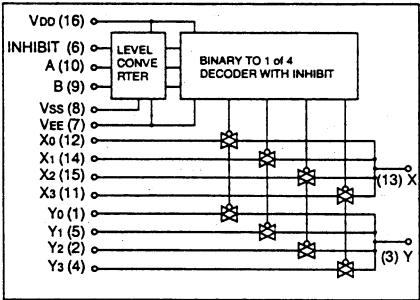 VDD (16)
INHIBIT (6)
A (10)
B (9)
VSS (8)
VEE (7)
X0 (12)
X1 (14)
X2 (15)
X3 (11)
Y0 (1)
Y1 (5)
Y2 (2)
Y3 (4)
LEVEL
CONVE
RTER
BINARY TO 1 of 4
DECODER WITH INHIBIT
(13) X
(3) Y